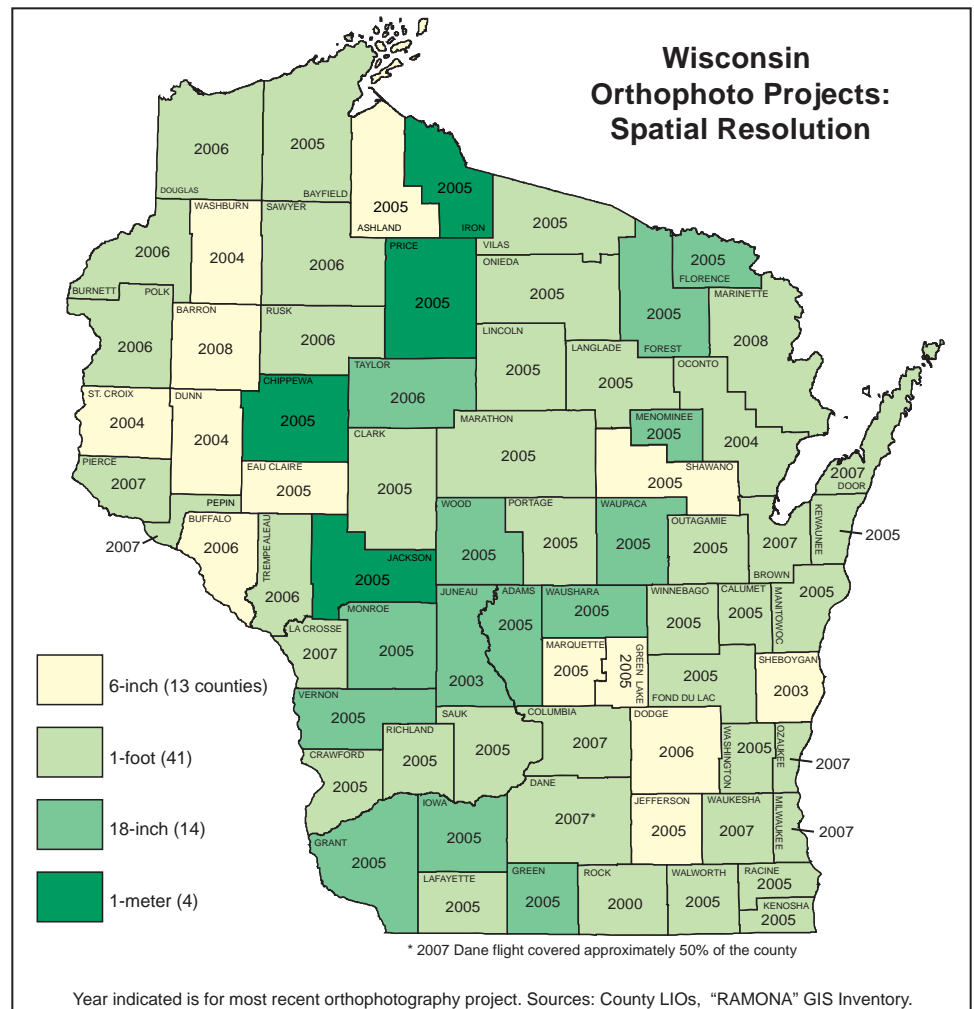 Wisconsin
Orthophoto Projects:
Spatial Resolution
2006
DOUGLAS
2005
BAYFIELD
2005
ASHLAND
2005
IRON
2005
VILAS
WASHBURN
2004
SAWYER
2006
2006
BURNETT
POLK
2006
PRICE
2005
ONIEDA
2005
2005
FLORENCE
2005
FOREST
MARINETTE
2008
BARRON
2008
RUSK
2006
LINCOLN
2005
LANGLADE
2005
OCONTO
2004
TAYLOR
2006
CHIPPEWA
2005
ST. CROIX
2004
DUNN
2004
MARATHON
2005
MENOMINEE
2005
SHAWANO
2005
CLARK
2005
EAU CLAIRE
2005
PIERCE
2007
PEPIN
2007
BUFFALO
2006
TREMPEALEAU
2006
JACKSON
2005
WOOD
2005
PORTAGE
2005
WAUPACA
2005
OUTAGAMIE
2005
2007
BROWN
KEWAUNEE
2005
2007
DOOR
LA CROSSE
2007
MONROE
2005
JUNEAU
2003
ADAMS
2005
WAUSHARA
2005
WINNEBAGO
2005
CALUMET
2005
MANITOWOC
2005
MARQUETTE
2005
GREEN LAKE
2005
2005
FOND DU LAC
SHEBOYGAN
2003
VERNON
2005
CRAWFORD
2005
RICHLAND
2005
SAUK
2005
COLUMBIA
2007
DODGE
2006
WASHINGTON
2005
OZAUKEE
2007
DANE
2007*
JEFFERSON
2005
WAUKESHA
2007
MILWAUKEE
2007
GRANT
2005
IOWA
2005
LAFAYETTE
2005
GREEN
2005
ROCK
2000
WALWORTH
2005
RACINE
2005
KENOSHA
2005
6-inch (13 counties)
1-foot (41)
18-inch (14)
1-meter (4)
* 2007 Dane flight covered approximately 50% of the county
Year indicated is for most recent orthophotography project. Sources: County LIOs, “RAMONA” GIS Inventory.